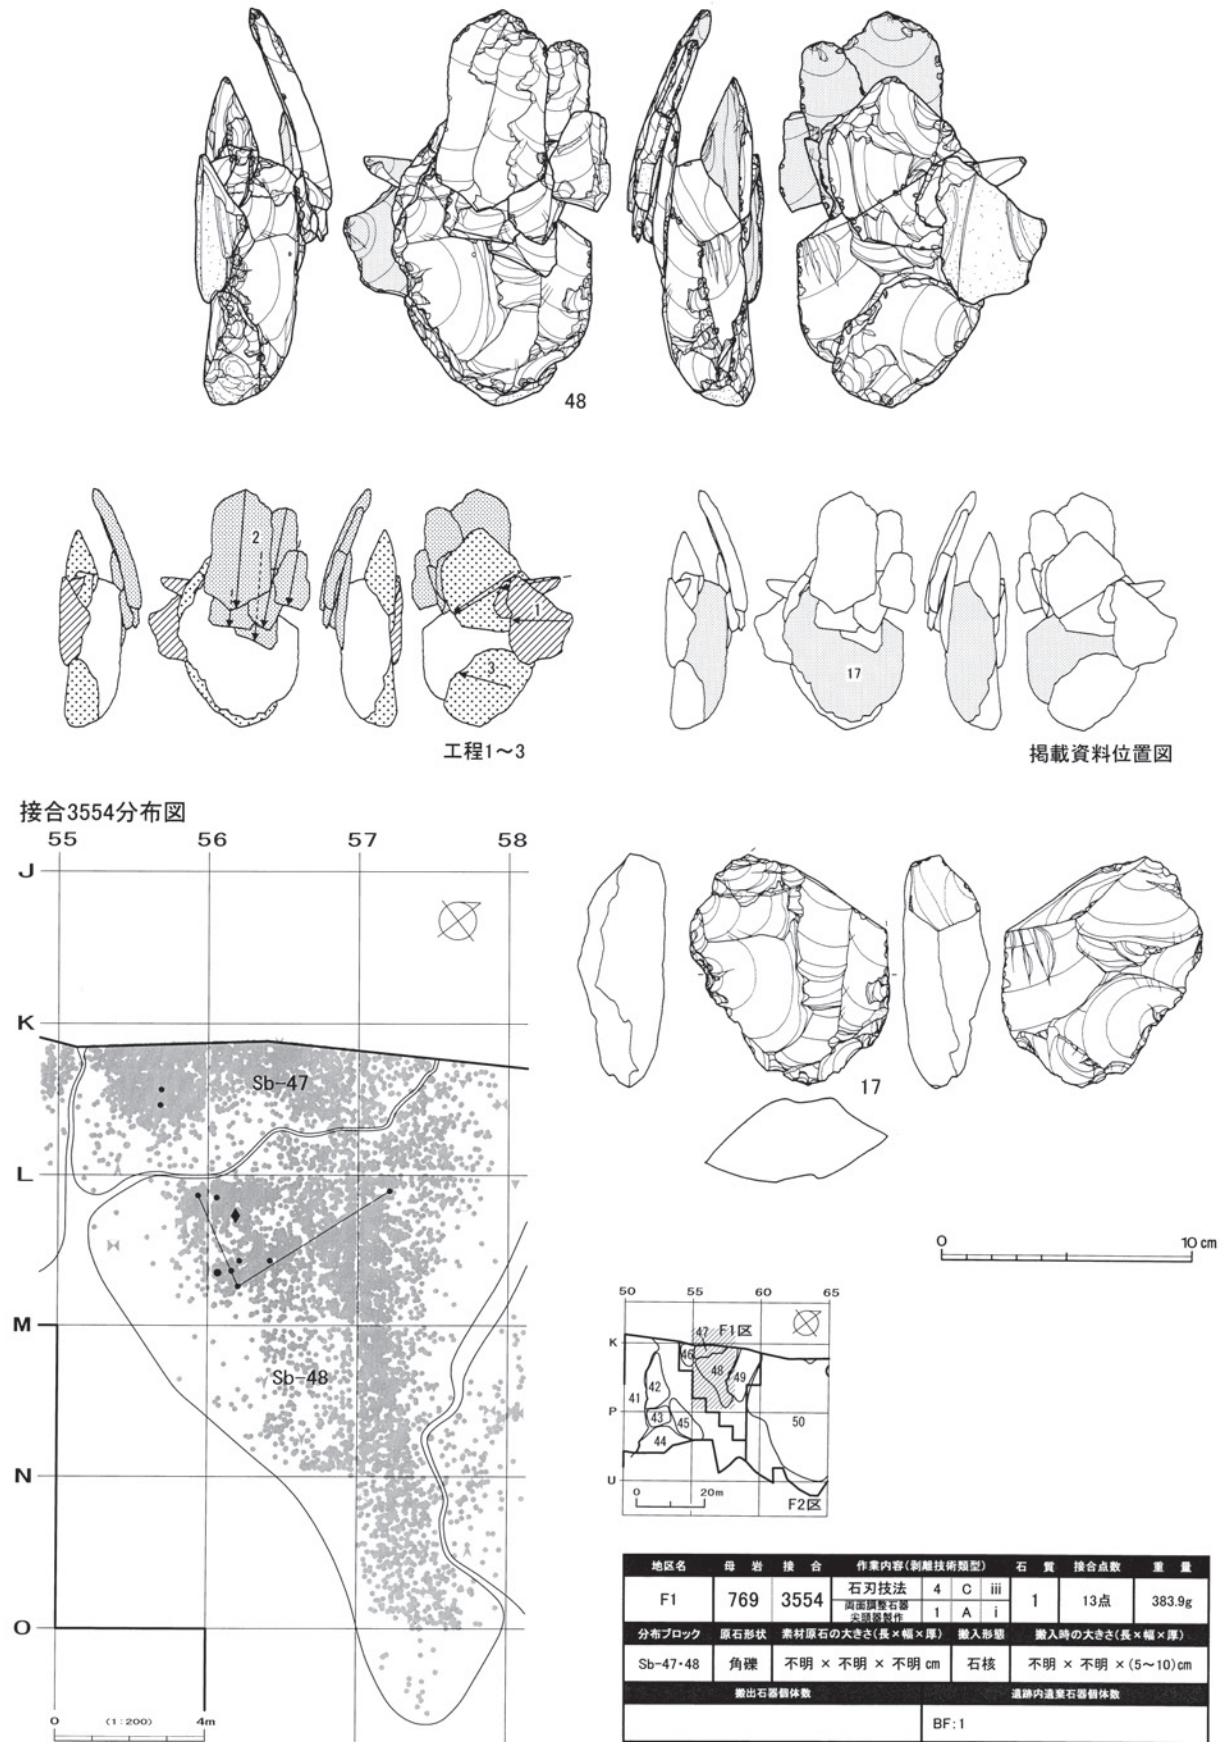 48
2
1
3
工程1～3
17
掲載資料位置図
接合3554分布図
55 56 57 58
J
K
L
M
N
O
Sb-47
Sb-48
0 (1:200) 4m
17
0 10cm
50 55 60 65
K
P
U
F1区
47
46
48
49
42
41
43
45
44
50
0 20m
F2区
地区名 母岩 接合 作業内容(剥離技術類型) 石質 接合点数 重量
F1 769 3554 石刃技法 4 C iii 1 13点 383.9g
両面調整石器 尖頭器製作 1 A i
分布ブロック 原石形状 素材原石の大きさ(長×幅×厚) 搬入形態 搬入時の大きさ(長×幅×厚)
Sb-47・48 角礫 不明 × 不明 × 不明 cm 石核 不明 × 不明 ×(5～10)cm
搬出石器個体数 遺跡内遺棄石器個体数
BF:1